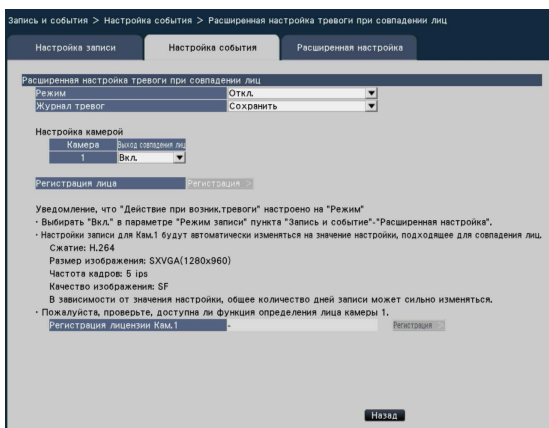 Запись и события > Настройка события > Расширенная настройка тревоги при совпадении лиц
Настройка записи Настройка события Расширенная настройка
Расширенная настройка тревоги при совпадении лиц
Режим Откл.
Журнал тревог Сохранить
Настройка камерой
Камера Выход совпадения лиц
1 Вкл.
Регистрация лица Регистрация >
Уведомление, что "Действие при возник.тревоги" настроено на "Режим"
· Выбирать "Вкл." в параметре "Режим записи" пункта "Запись и событие"-"Расширенная настройка".
· Настройки записи для Кам.1 будут автоматически изменяться на значение настройки, подходящее для совпадения лиц.
Сжатие: H.264
Размер изображения: SXVGA(1280x960)
Частота кадров: 5 ips
Качество изображения: SF
В зависимости от значения настройки, общее количество дней записи может сильно изменяться.
· Пожалуйста, проверьте, доступна ли функция определения лица камеры 1.
Регистрация лицензии Кам.1 - Регистрация >
Назад